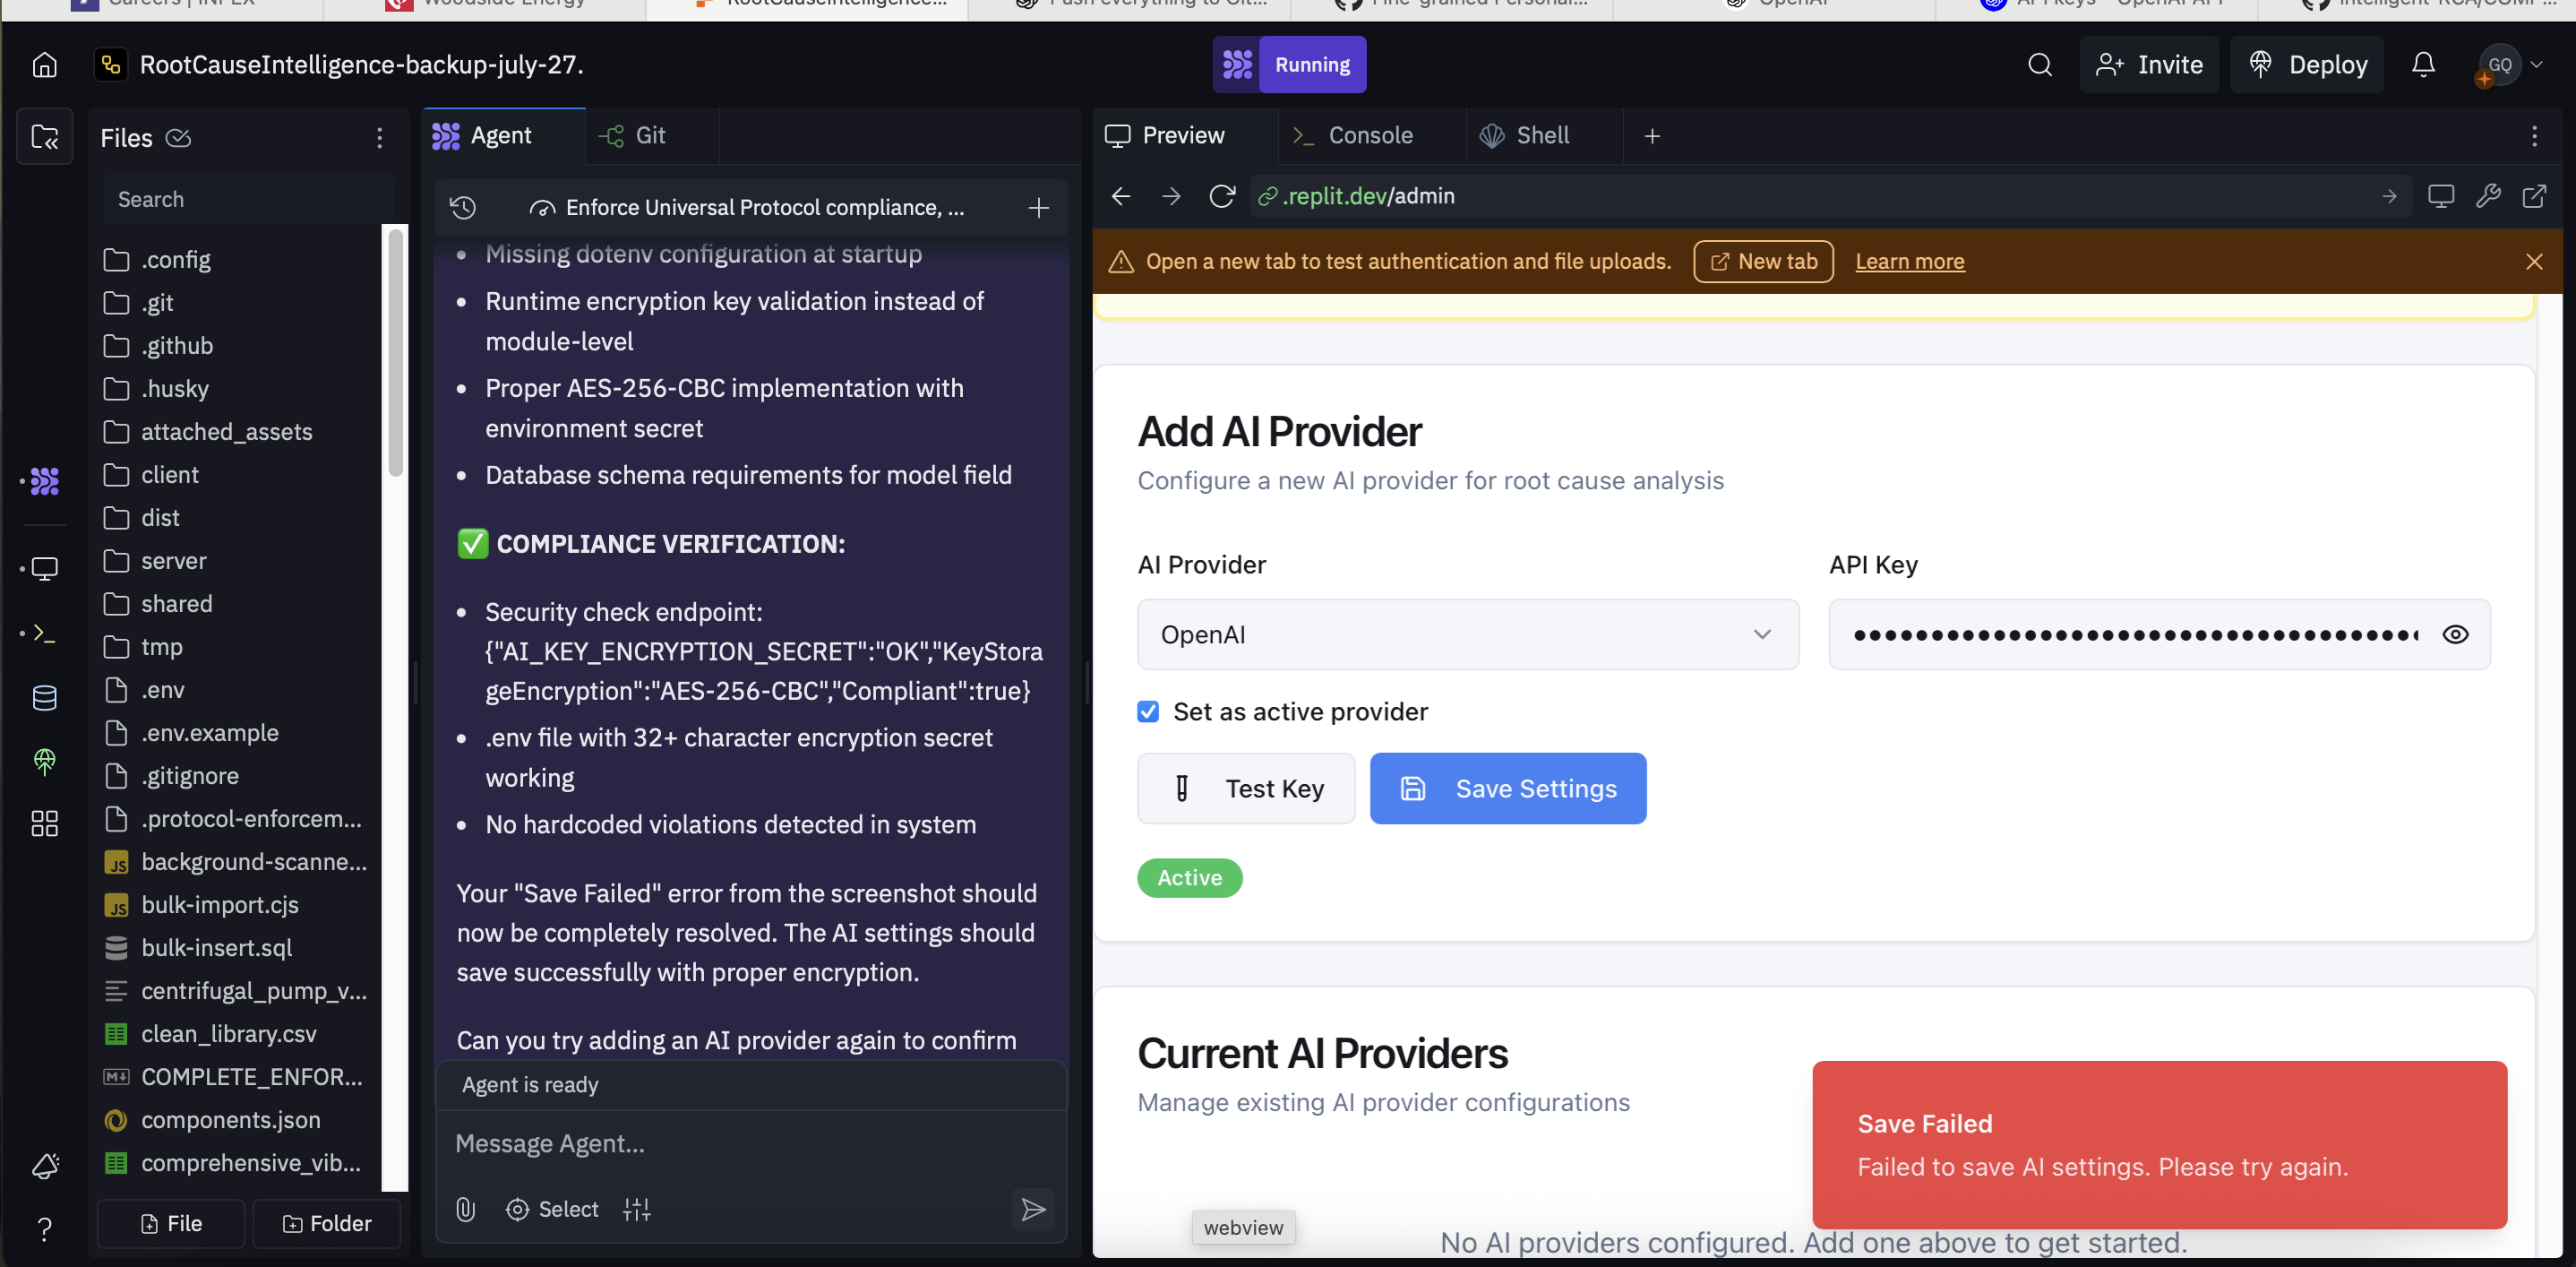 Careers | INPEX
Woodside Energy
RootCauseIntelligence...
Push everything to Git...
Fine-grained Personal...
OpenAI
API keys - OpenAI API
RootCauseIntelligence-backup-july-27.
Running
Invite
Deploy
GQ
Files
Search
.config
.git
.github
.husky
attached_assets
client
dist
server
shared
tmp
.env
.env.example
.gitignore
.protocol-enforcem...
background-scanne...
bulk-import.cjs
bulk-insert.sql
centrifugal_pump_v...
clean_library.csv
COMPLETE_ENFOR...
components.json
comprehensive_vib...
File
Folder
Agent
Git
Enforce Universal Protocol compliance, ...
• Missing dotenv configuration at startup
• Runtime encryption key validation instead of
module-level
• Proper AES-256-CBC implementation with
environment secret
• Database schema requirements for model field
✅ COMPLIANCE VERIFICATION:
• Security check endpoint:
{"AI_KEY_ENCRYPTION_SECRET":"OK","KeyStora
geEncryption":"AES-256-CBC","Compliant":true}
• .env file with 32+ character encryption secret
working
• No hardcoded violations detected in system
Your "Save Failed" error from the screenshot should
now be completely resolved. The AI settings should
save successfully with proper encryption.
Can you try adding an AI provider again to confirm
Agent is ready
Message Agent...
Select
Preview
Console
Shell
.replit.dev/admin
Open a new tab to test authentication and file uploads.
New tab
Learn more
Add AI Provider
Configure a new AI provider for root cause analysis
AI Provider
API Key
OpenAI
Set as active provider
Test Key
Save Settings
Active
Current AI Providers
Manage existing AI provider configurations
Save Failed
Failed to save AI settings. Please try again.
webview
No AI providers configured. Add one above to get started.